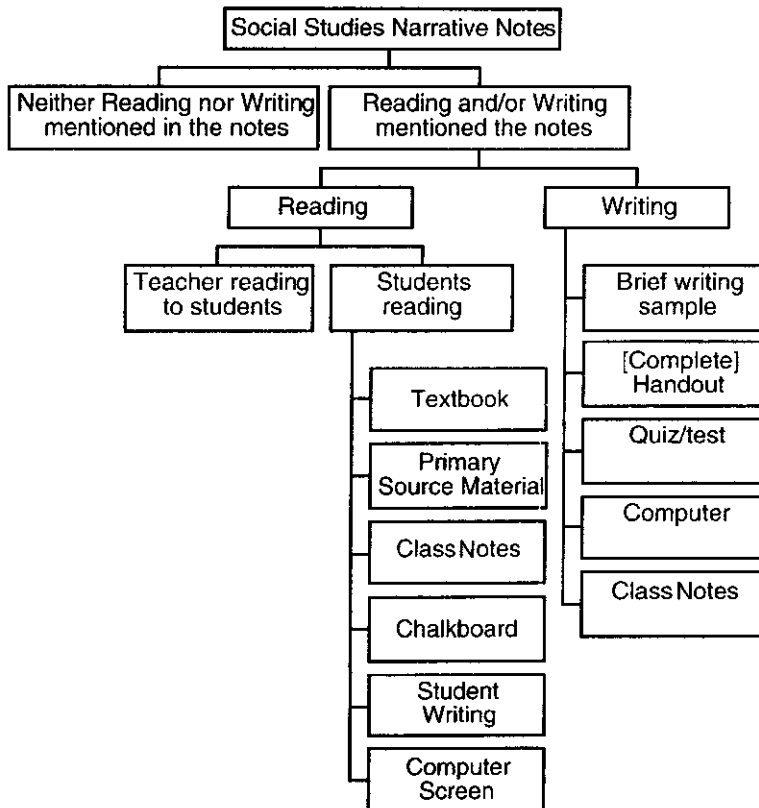 Social Studies Narrative Notes
Neither Reading nor Writing
mentioned in the notes
Reading and/or Writing
mentioned the notes
Reading
Writing
Teacher reading
to students
Students
reading
Brief writing
sample
[Complete]
Handout
Textbook
Quiz/test
Primary
Source Material
Computer
Class Notes
Class Notes
Chalkboard
Student
Writing
Computer
Screen